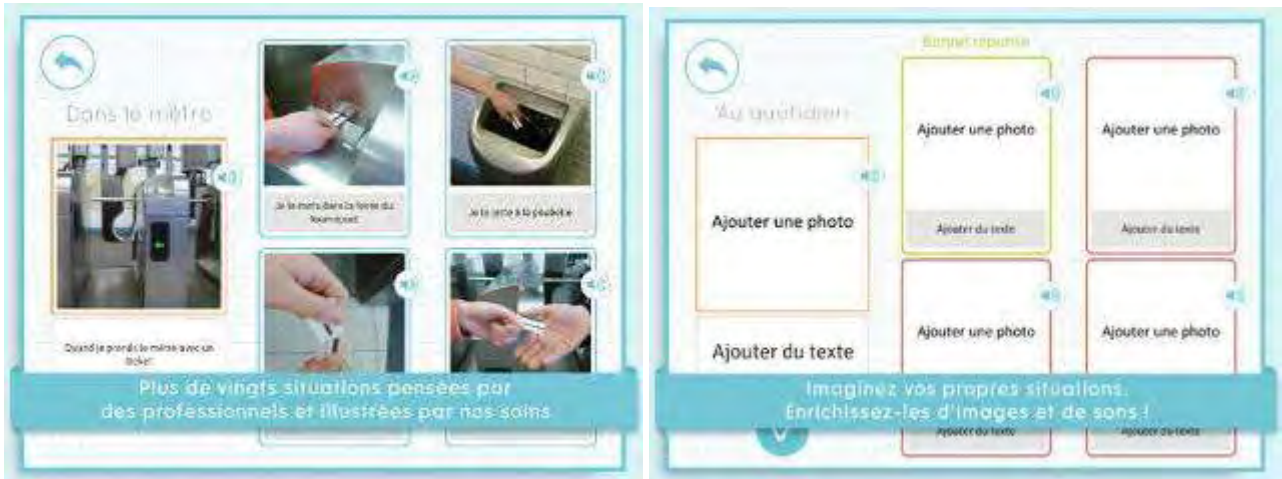 Dans le métro
Quand je prends le métro avec un
ticket
Je le mets dans la fente du
tourniquet
Je le jette à la poubelle
Plus de vingts situations pensées par
des professionnels et illustrées par nos soins
Au quotidien
Ajouter une photo
Ajouter du texte
Bonne réponse
Ajouter une photo
Ajouter du texte
Ajouter une photo
Ajouter du texte
Ajouter une photo
Ajouter une photo
Imaginez vos propres situations.
Enrichissez-les d'images et de sons !
Ajouter du texte
Ajouter du texte